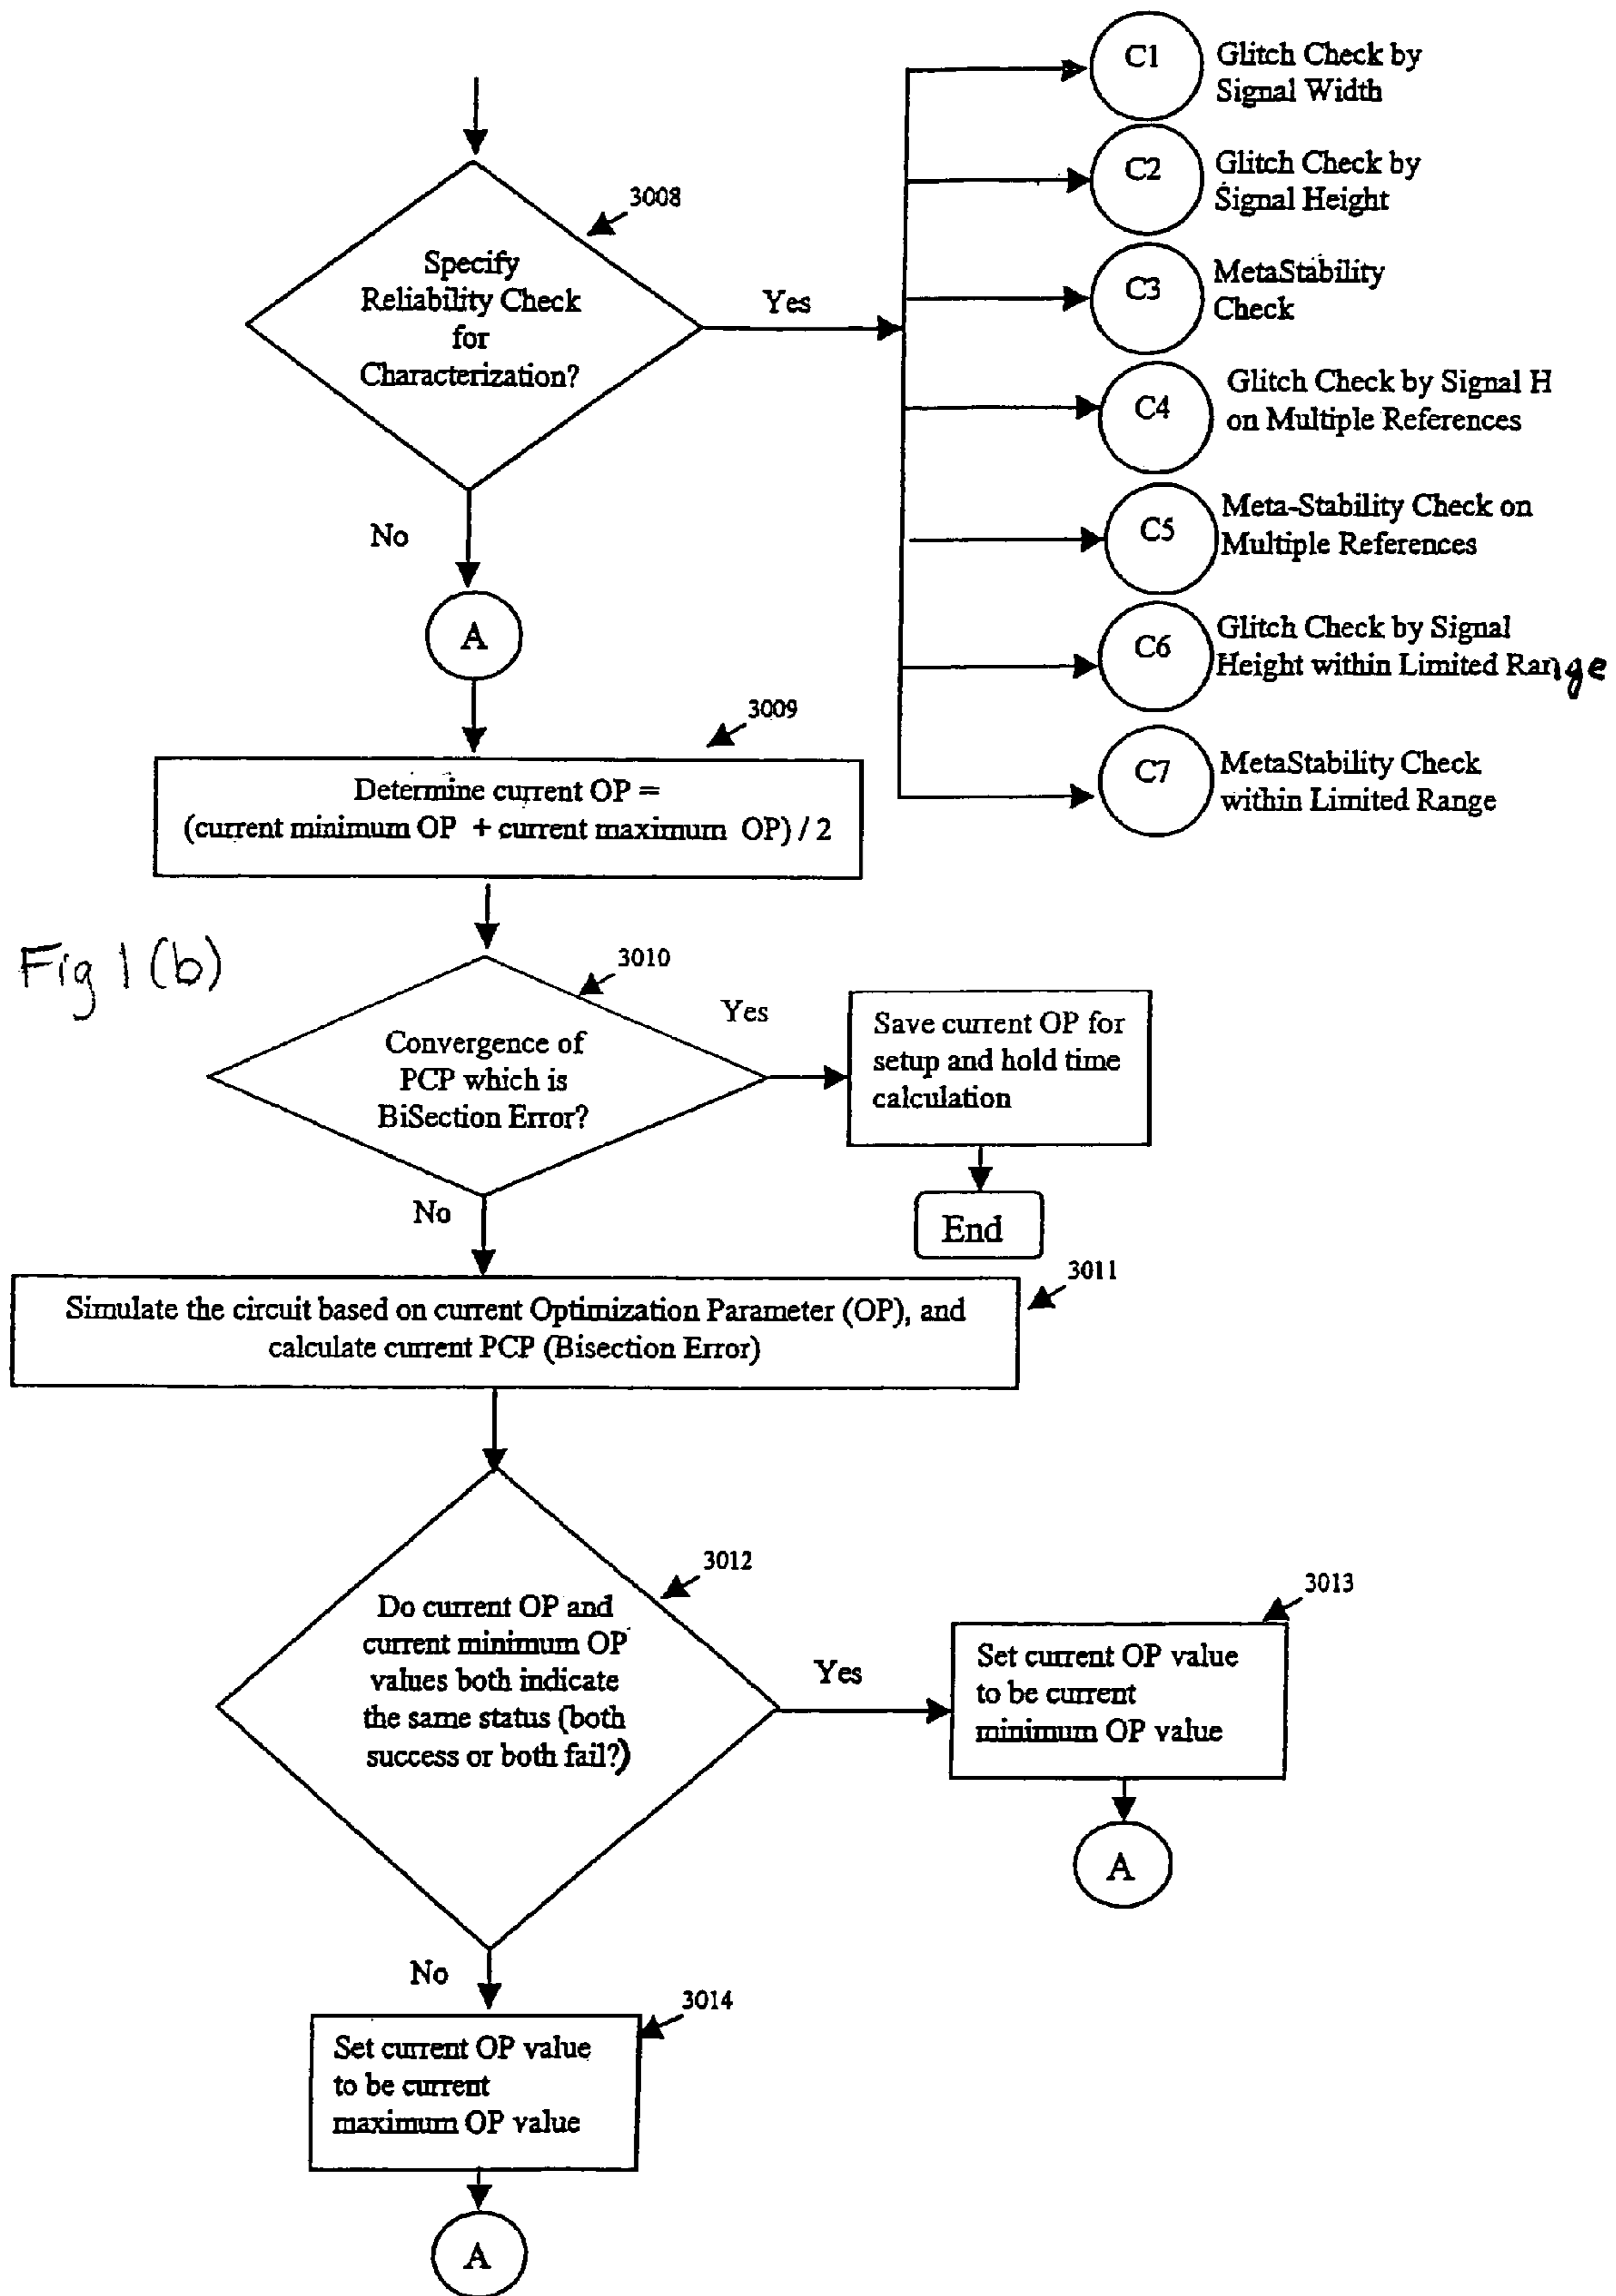 C1
Glitch Check by
Signal Width
C2
Glitch Check by
Signal Height
3008
Specify
Reliability Check
for
Characterization?
Yes
C3
MetaStability
Check
C4
Glitch Check by Signal H
on Multiple References
No
C5
Meta-Stability Check on
Multiple References
A
C6
Glitch Check by Signal
Height within Limited Range
3009
C7
MetaStability Check
within Limited Range
Determine current OP =
(current minimum OP + current maximum OP) / 2
Fig 1 (b)
3010
Convergence of
PCP which is
BiSection Error?
Yes
Save current OP for
setup and hold time
calculation
No
End
3011
Simulate the circuit based on current Optimization Parameter (OP), and
calculate current PCP (Bisection Error)
3012
Do current OP and
current minimum OP
values both indicate
the same status (both
success or both fail?)
Yes
3013
Set current OP value
to be current
minimum OP value
A
No
3014
Set current OP value
to be current
maximum OP value
A